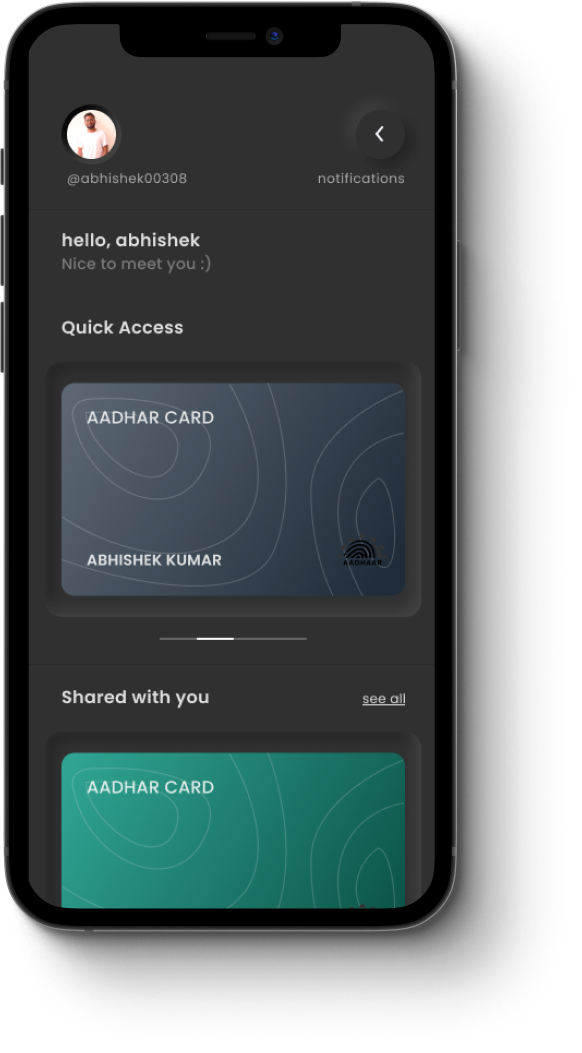 @abhishek00308
notifications
hello, abhishek
Nice to meet you :)
Quick Access
AADHAR CARD
ABHISHEK KUMAR
AADHAAR
Shared with you
see all
AADHAR CARD